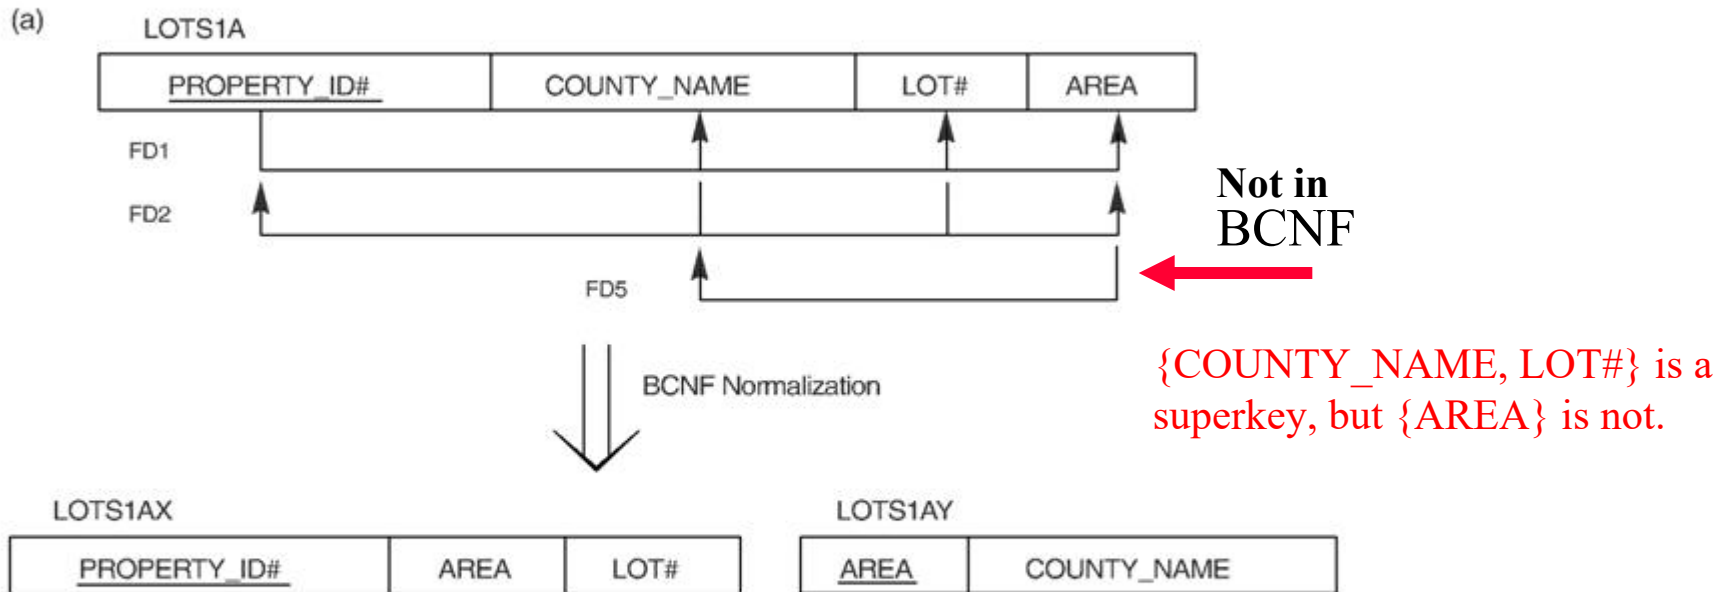 (a)
LOTS1A
PROPERTY_ID# COUNTY_NAME LOT# AREA
FD1
FD2
FD5
Not in
BCNF
{COUNTY_NAME, LOT#} is a
superkey, but {AREA} is not.
BCNF Normalization
LOTS1AX
PROPERTY_ID# AREA LOT#
LOTS1AY
AREA COUNTY_NAME